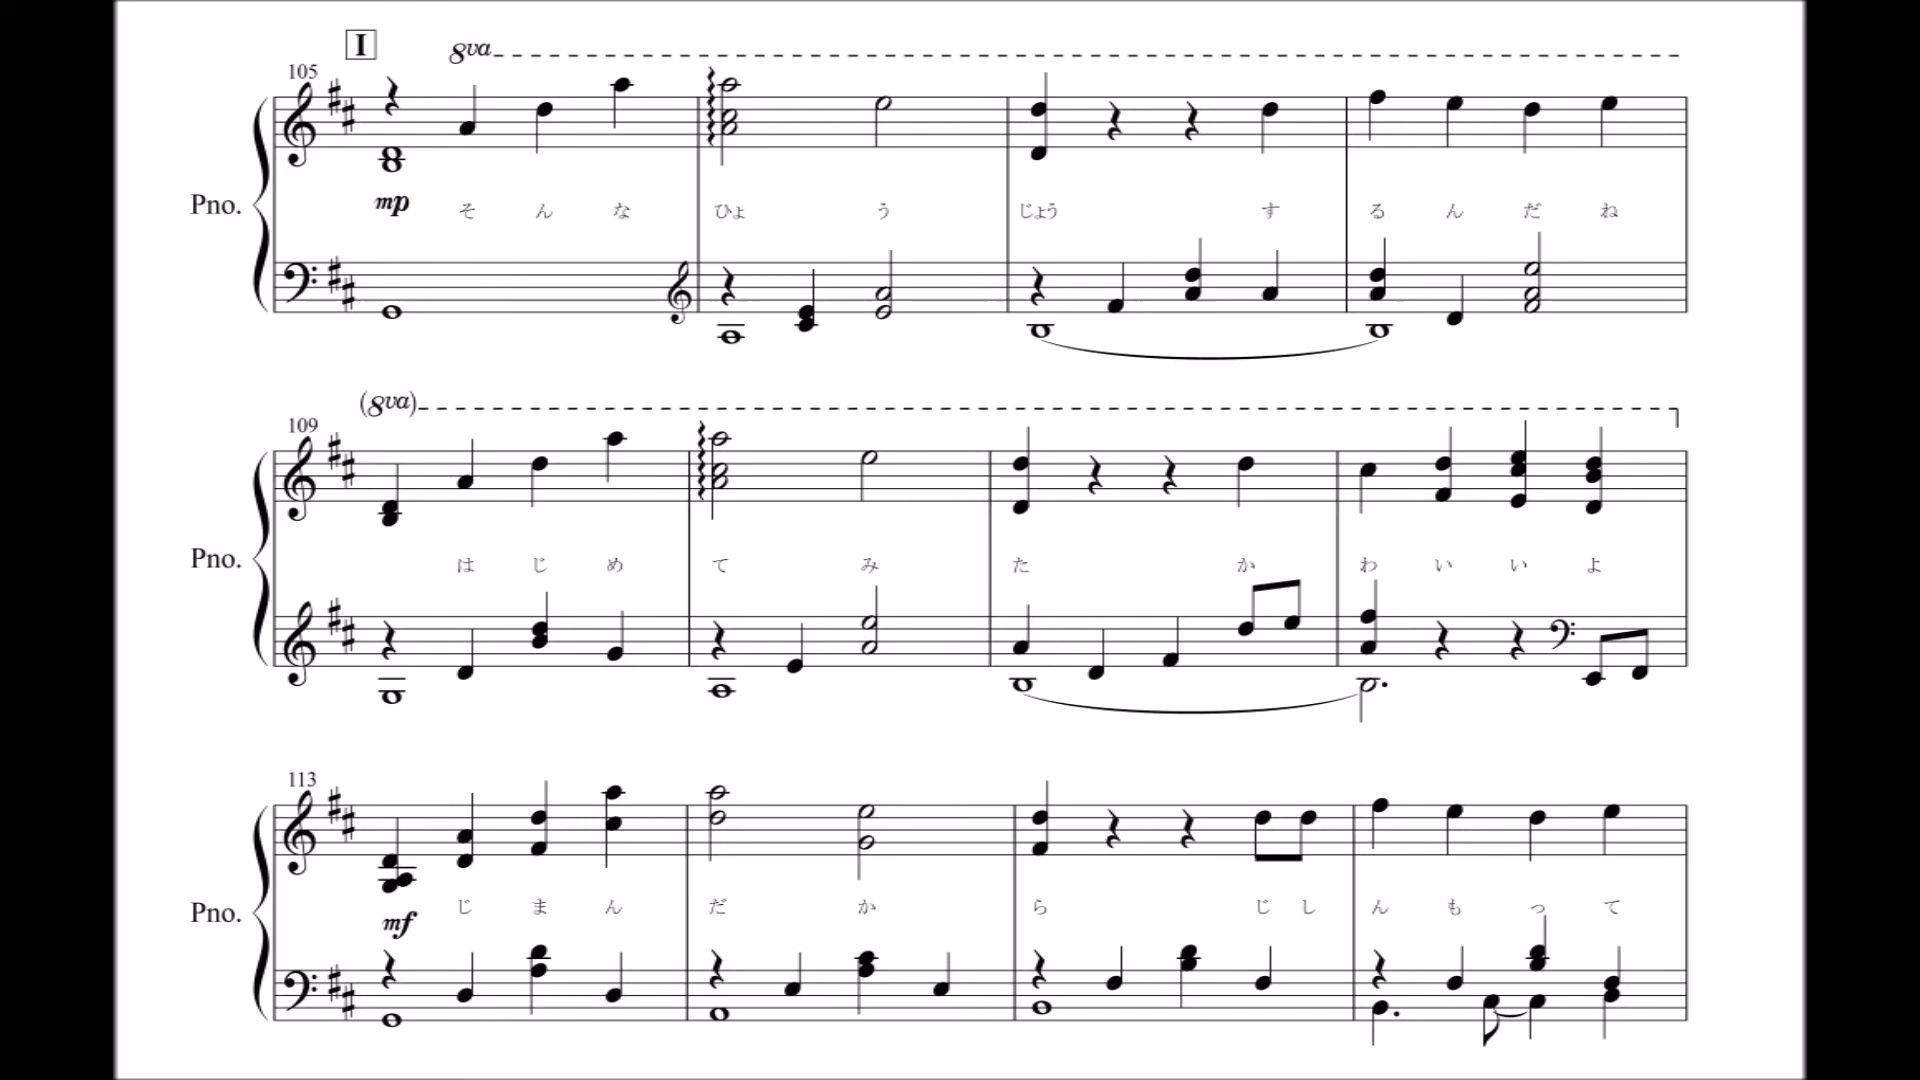 I
8va
105
Pno.
mp
そ ん な ひょ う じょう す る ん だ ね
(8va)
109
Pno.
は じ め て み た か わ い い よ
113
Pno.
mf
じ ま ん だ か ら じ し ん も っ て